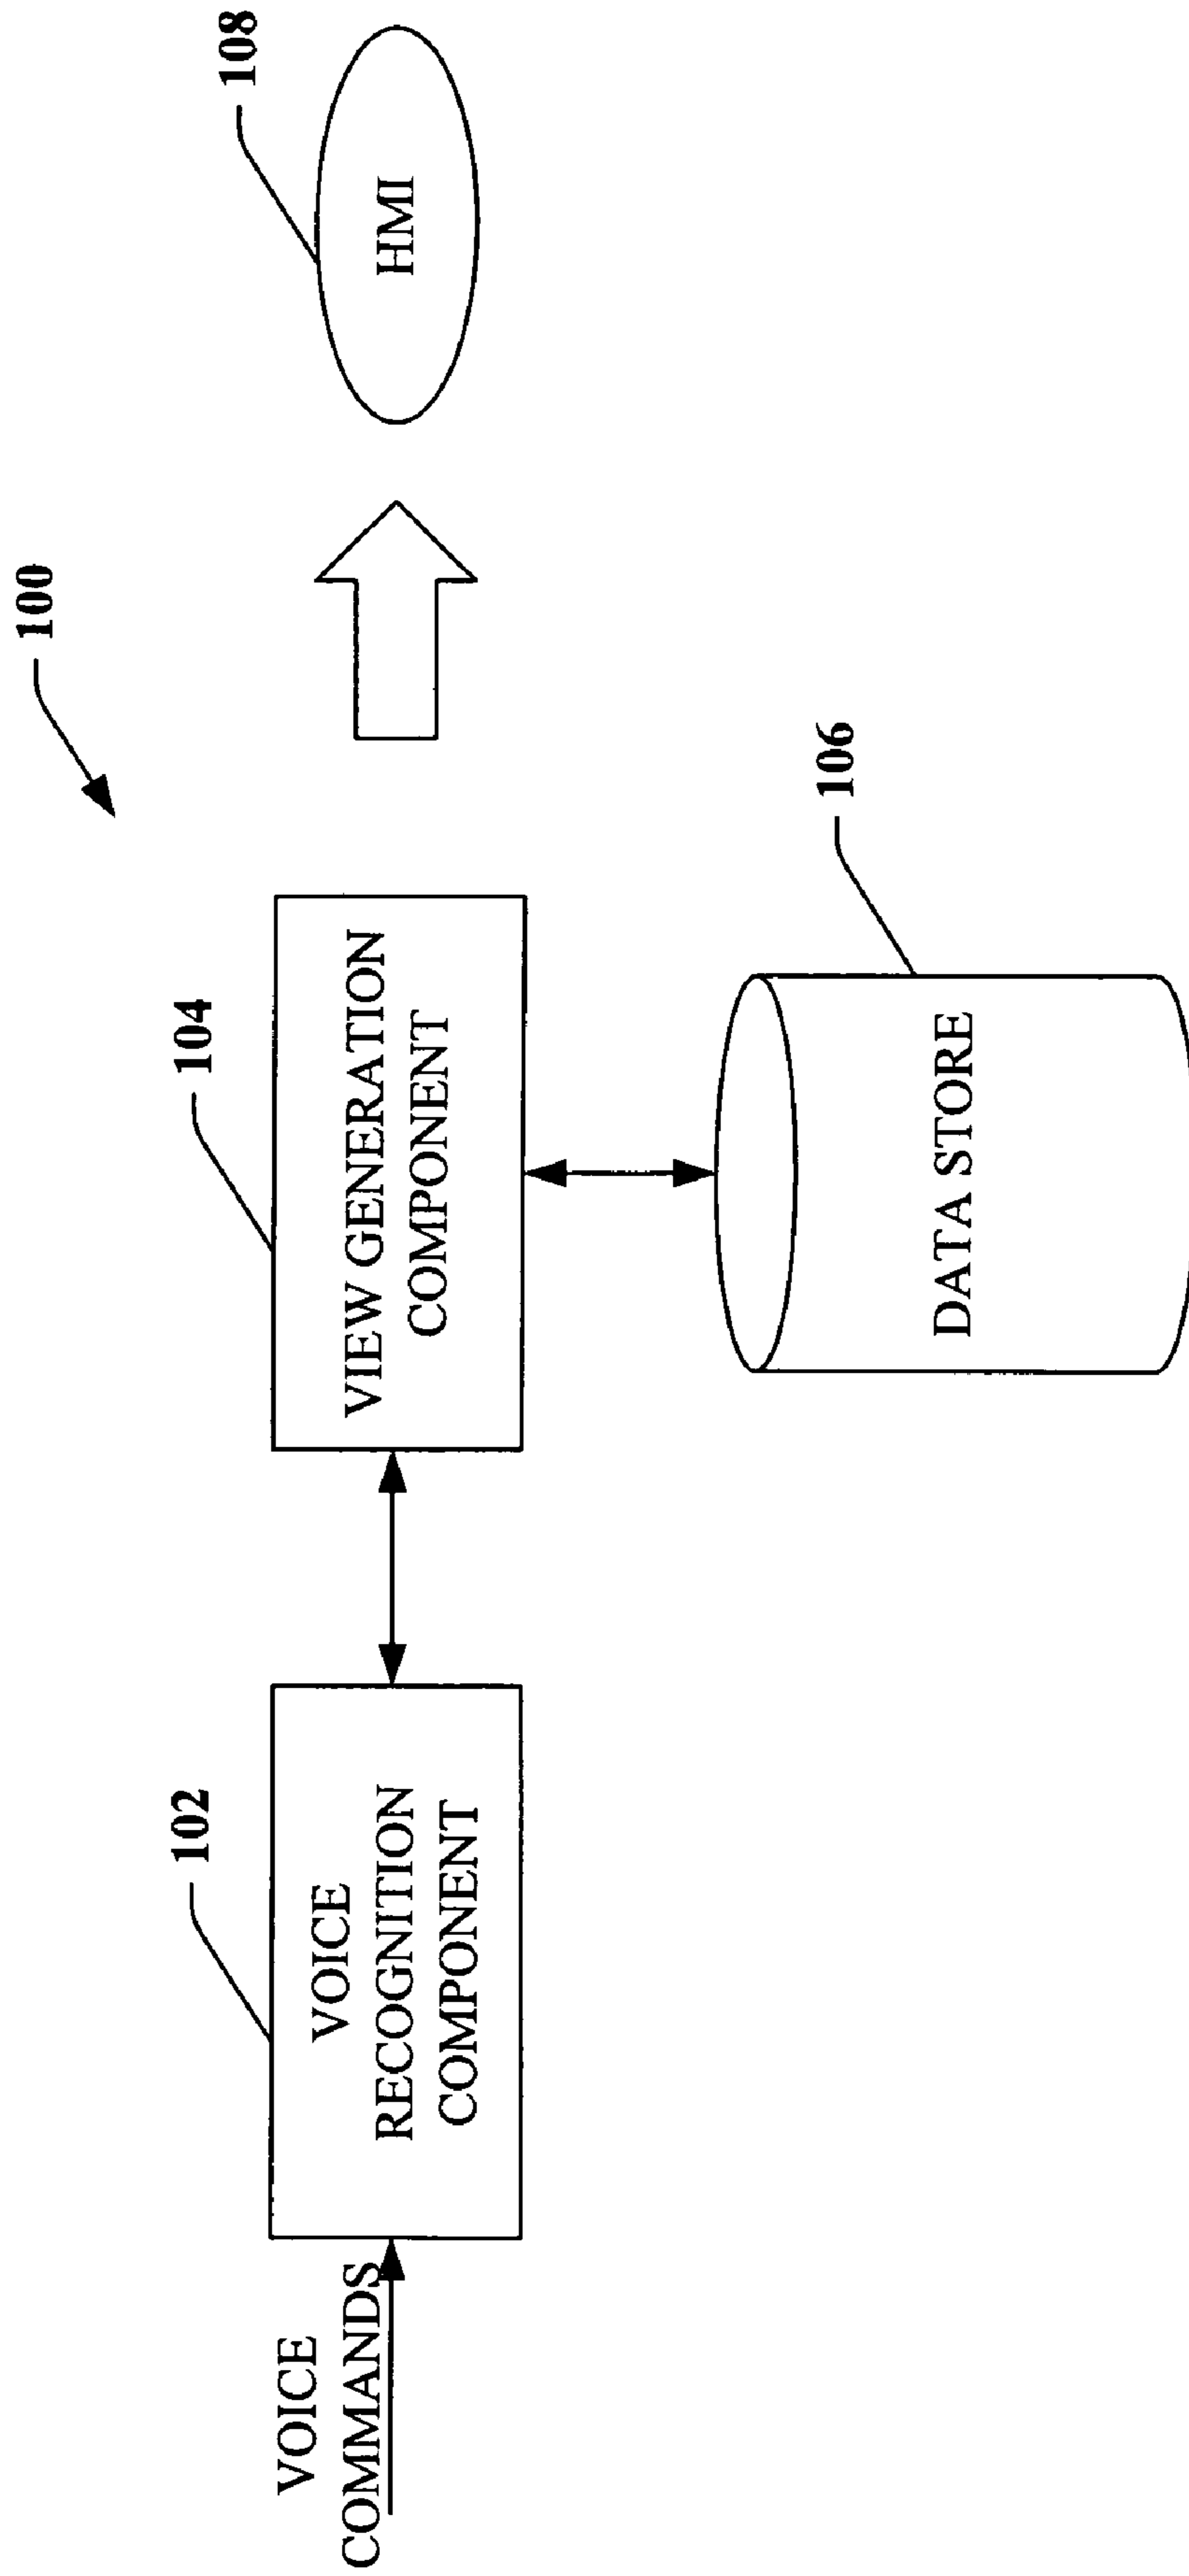 100
102
104
108
VOICE
COMMANDS
VOICE
RECOGNITION
COMPONENT
VIEW GENERATION
COMPONENT
HMI
106
DATA STORE